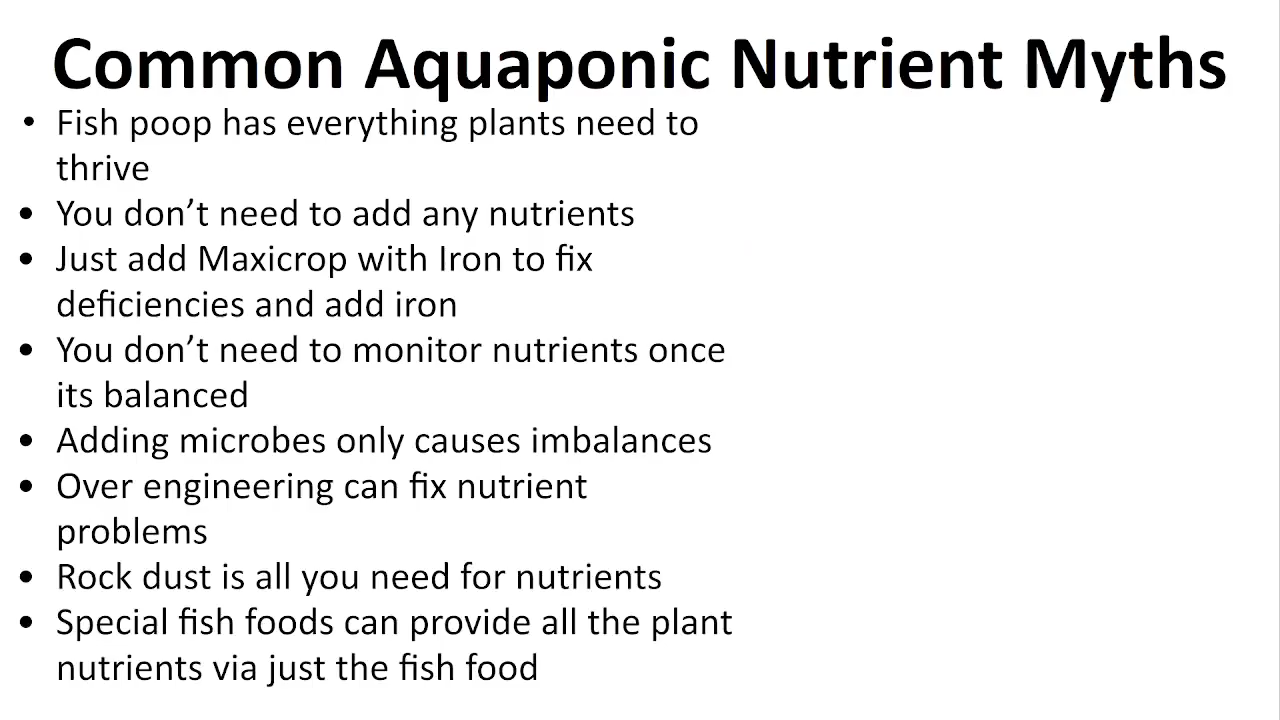 Common Aquaponic Nutrient Myths
• Fish poop has everything plants need to
thrive
• You don’t need to add any nutrients
• Just add Maxicrop with Iron to fix
deficiencies and add iron
• You don’t need to monitor nutrients once
its balanced
• Adding microbes only causes imbalances
• Over engineering can fix nutrient
problems
• Rock dust is all you need for nutrients
• Special fish foods can provide all the plant
nutrients via just the fish food